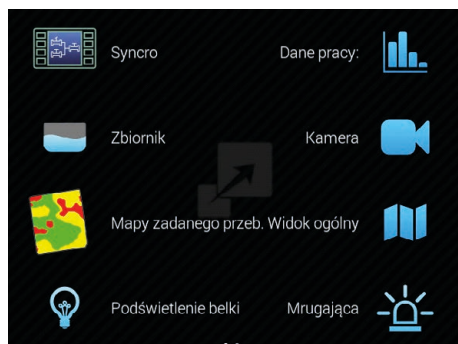 Syncro Dane pracy:
Zbiornik Kamera
Mapy zadanego przeb. Widok ogólny
Podświetlenie belki Mrugająca